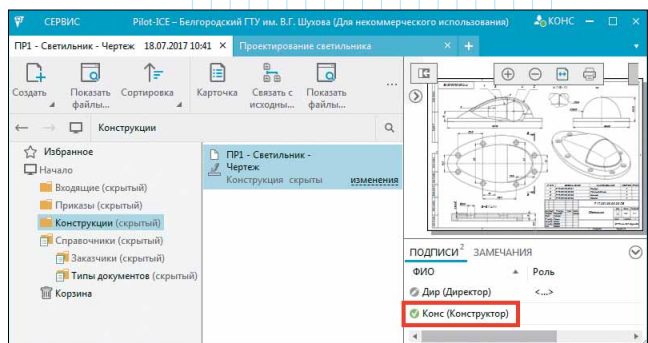 СЕРВИС
Pilot-ICE – Белгородский ГТУ им. В.Г. Шухова (Для некоммерческого использования)
КОНС
ПР1 - Светильник - Чертеж 18.07.2017 10:41 ×
Проектирование светильника × +
Создать
Показать файлы...
Сортировка
Карточка
Связать с исходны...
Показать файлы...
...
Конструкции
Избранное
Начало
Входящие (скрытый)
Приказы (скрытый)
Конструкции (скрытый)
Справочники (скрытый)
Заказчики (скрытый)
Типы документов (скрытый)
Корзина
ПР1 - Светильник -
Чертеж
Конструкция скрыты изменения
ПОДПИСИ 2 ЗАМЕЧАНИЯ
ФИО Роль
Дир (Директор) <...>
Конс (Конструктор)